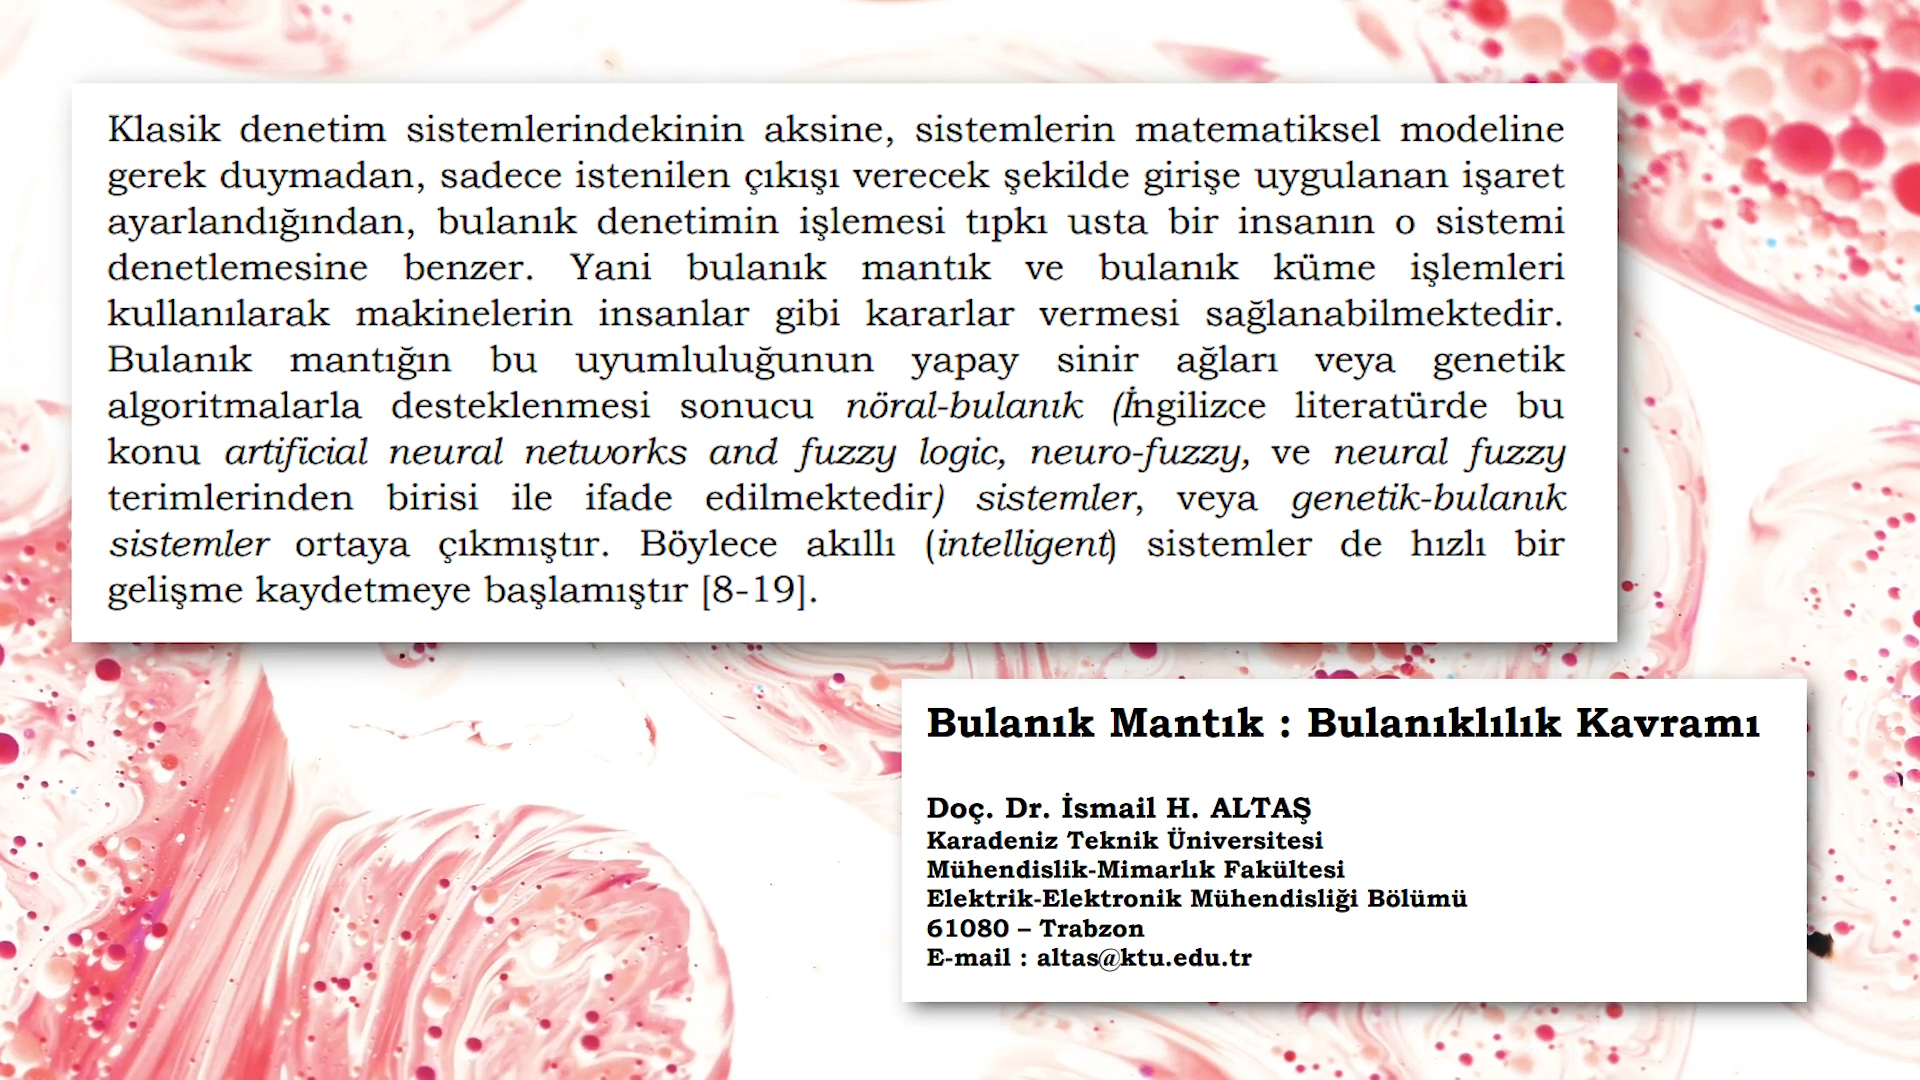 Klasik denetim sistemlerindekinin aksine, sistemlerin matematiksel modeline
gerek duymadan, sadece istenilen çıkışı verecek şekilde girişe uygulanan işaret
ayarlandığından, bulanık denetimin işlemesi tıpkı usta bir insanın o sistemi
denetlemesine benzer. Yani bulanık mantık ve bulanık küme işlemleri
kullanılarak makinelerin insanlar gibi kararlar vermesi sağlanabilmektedir.
Bulanık mantığın bu uyumluluğunun yapay sinir ağları veya genetik
algoritmalarla desteklenmesi sonucu nöral-bulanık (İngilizce literatürde bu
konu artificial neural networks and fuzzy logic, neuro-fuzzy, ve neural fuzzy
terimlerinden birisi ile ifade edilmektedir) sistemler, veya genetik-bulanık
sistemler ortaya çıkmıştır. Böylece akıllı (intelligent) sistemler de hızlı bir
gelişme kaydetmeye başlamıştır [8-19].
Bulanık Mantık : Bulanıklılık Kavramı
Doç. Dr. İsmail H. ALTAŞ
Karadeniz Teknik Üniversitesi
Mühendislik-Mimarlık Fakültesi
Elektrik-Elektronik Mühendisliği Bölümü
61080 – Trabzon
E-mail : altas@ktu.edu.tr